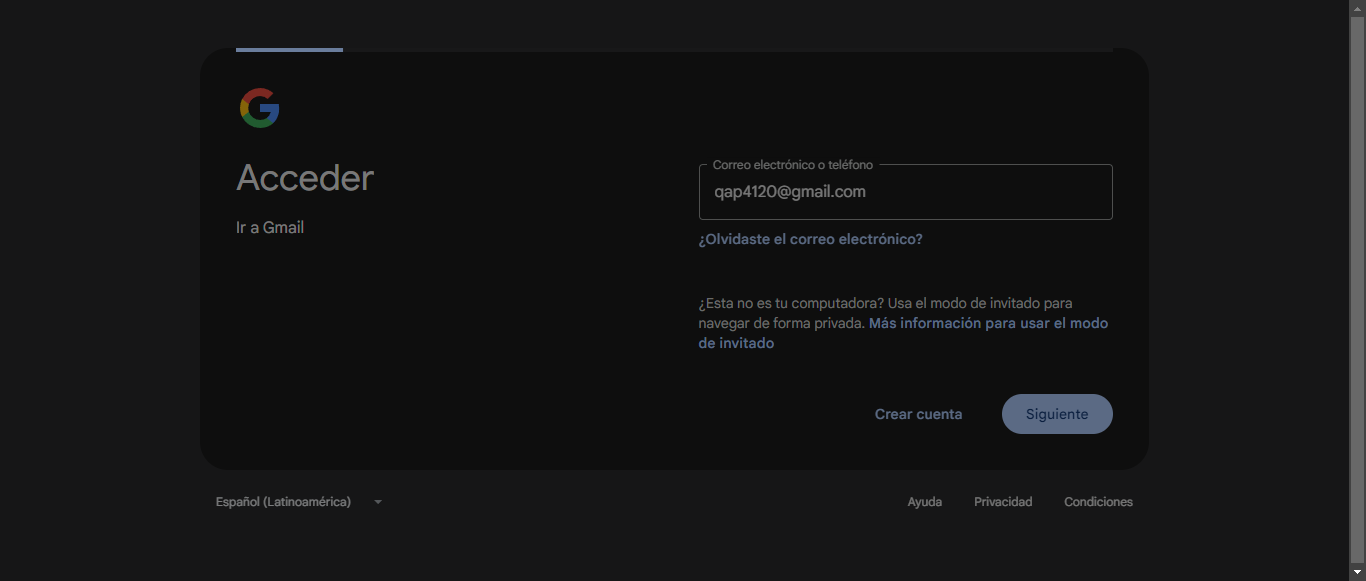 Acceder
Ir a Gmail
Correo electrónico o teléfono
qap4120@gmail.com
¿Olvidaste el correo electrónico?
¿Esta no es tu computadora? Usa el modo de invitado para
navegar de forma privada. Más información para usar el modo
de invitado
Crear cuenta
Siguiente
Español (Latinoamérica)
Ayuda
Privacidad
Condiciones